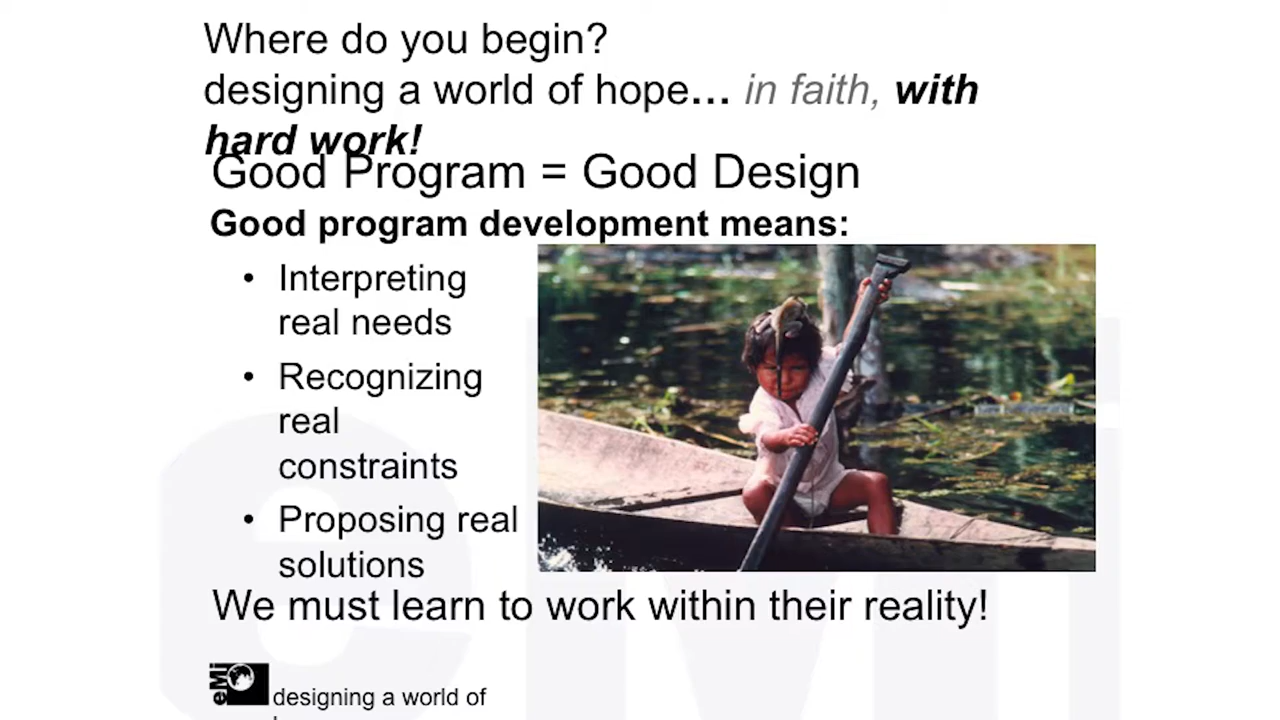 Where do you begin?
designing a world of hope... in faith, with
hard work!
Good Program = Good Design
Good program development means:
• Interpreting
real needs
• Recognizing
real
constraints
• Proposing real
solutions
We must learn to work within their reality!
eMi
designing a world of